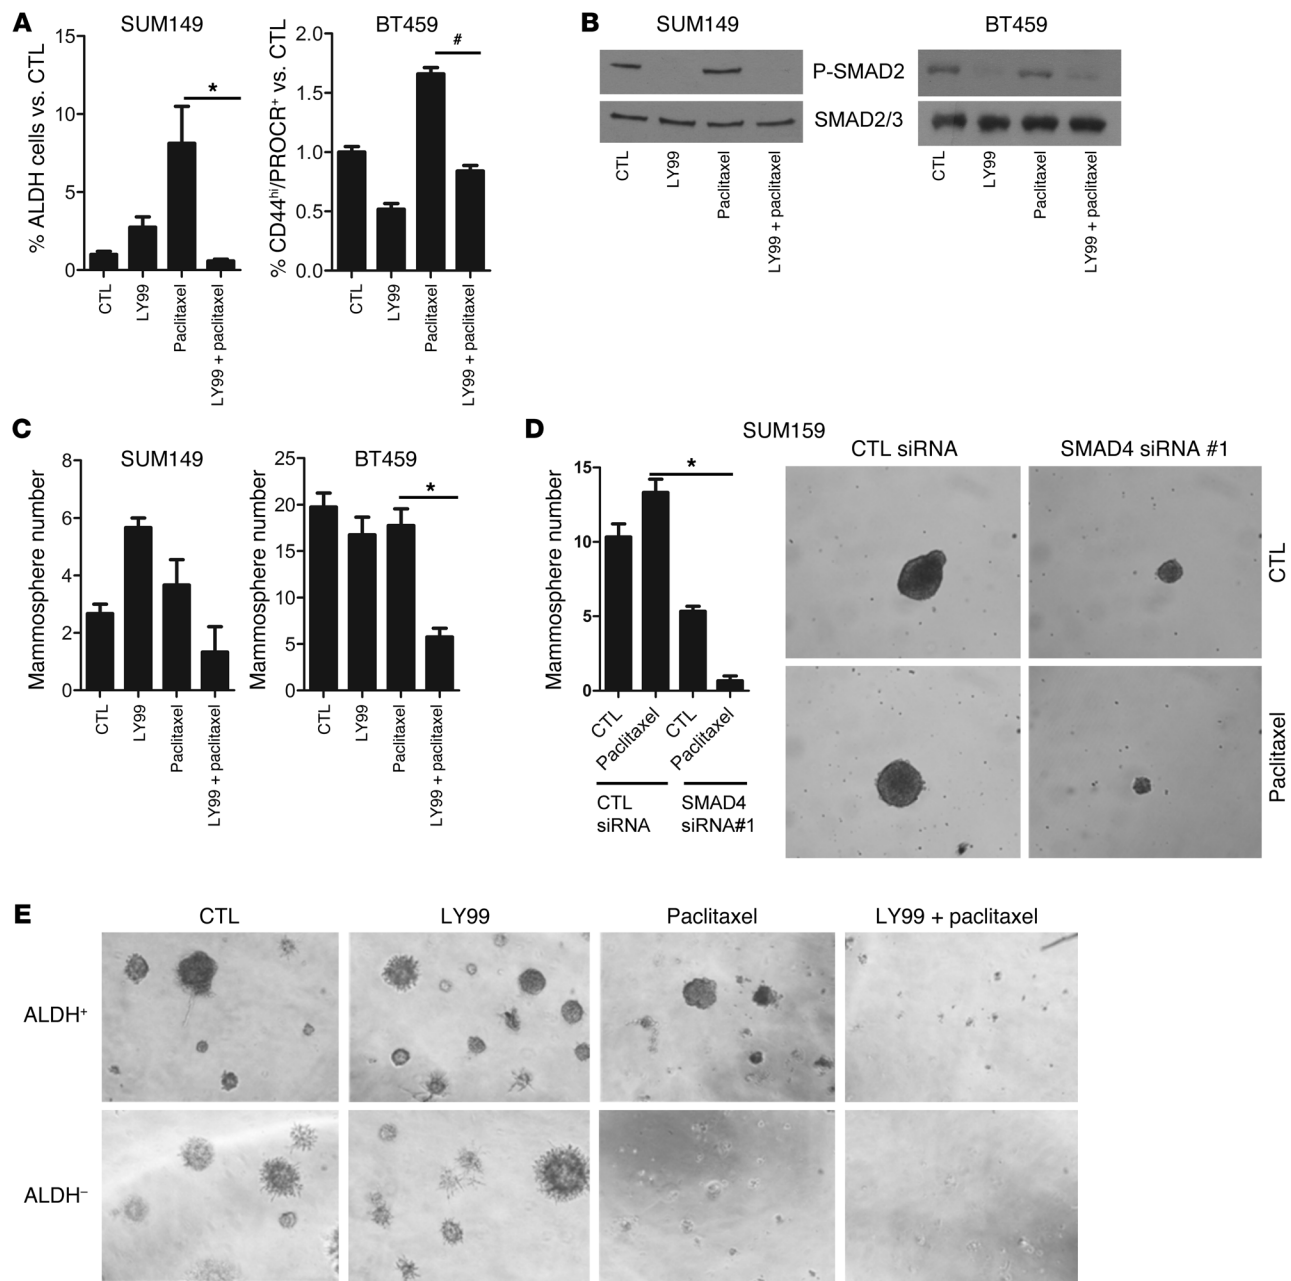 A
SUM149
BT459
% ALDH cells vs. CTL
15
10
5
0
*
CTL
LY99
Paclitaxel
LY99 + paclitaxel
% CD44hi/PROCR+ vs. CTL
2.0
1.5
1.0
0.5
0.0
#
CTL
LY99
Paclitaxel
LY99 + paclitaxel
B
SUM149
BT459
P-SMAD2
SMAD2/3
CTL
LY99
Paclitaxel
LY99 + paclitaxel
CTL
LY99
Paclitaxel
LY99 + paclitaxel
C
SUM149
BT459
Mammosphere number
8
6
4
2
0
CTL
LY99
Paclitaxel
LY99 + paclitaxel
Mammosphere number
25
20
15
10
5
0
*
CTL
LY99
Paclitaxel
LY99 + paclitaxel
D
SUM159
Mammosphere number
15
10
5
0
*
CTL
Paclitaxel
CTL
Paclitaxel
CTL
siRNA
SMAD4
siRNA#1
CTL siRNA
SMAD4 siRNA #1
CTL
Paclitaxel
E
CTL
LY99
Paclitaxel
LY99 + paclitaxel
ALDH+
ALDH−